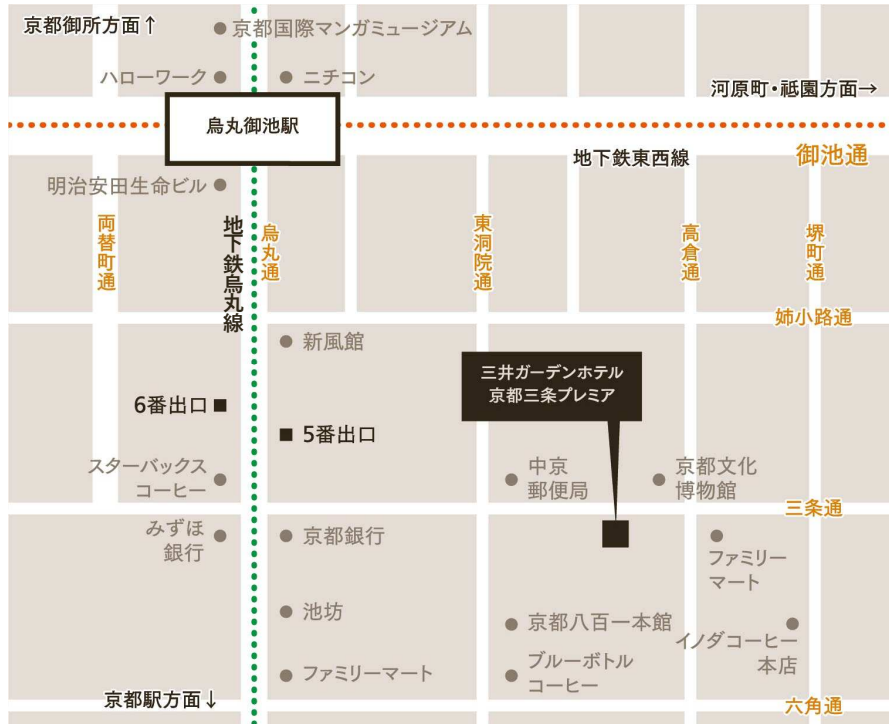 京都御所方面↑
京都国際マンガミュージアム
ハローワーク
ニチコン
河原町・祗園方面→
烏丸御池駅
地下鉄東西線
御池通
明治安田生命ビル
両替町通
地下鉄烏丸線
烏丸通
東洞院通
高倉通
堺町通
姉小路通
新風館
三井ガーデンホテル
京都三条プレミア
6番出口
5番出口
スターバックス
コーヒー
中京
郵便局
京都文化
博物館
三条通
みずほ
銀行
京都銀行
ファミリー
マート
池坊
京都八百一本館
イノダコーヒー
本店
ファミリーマート
ブルーボトル
コーヒー
京都駅方面↓
六角通